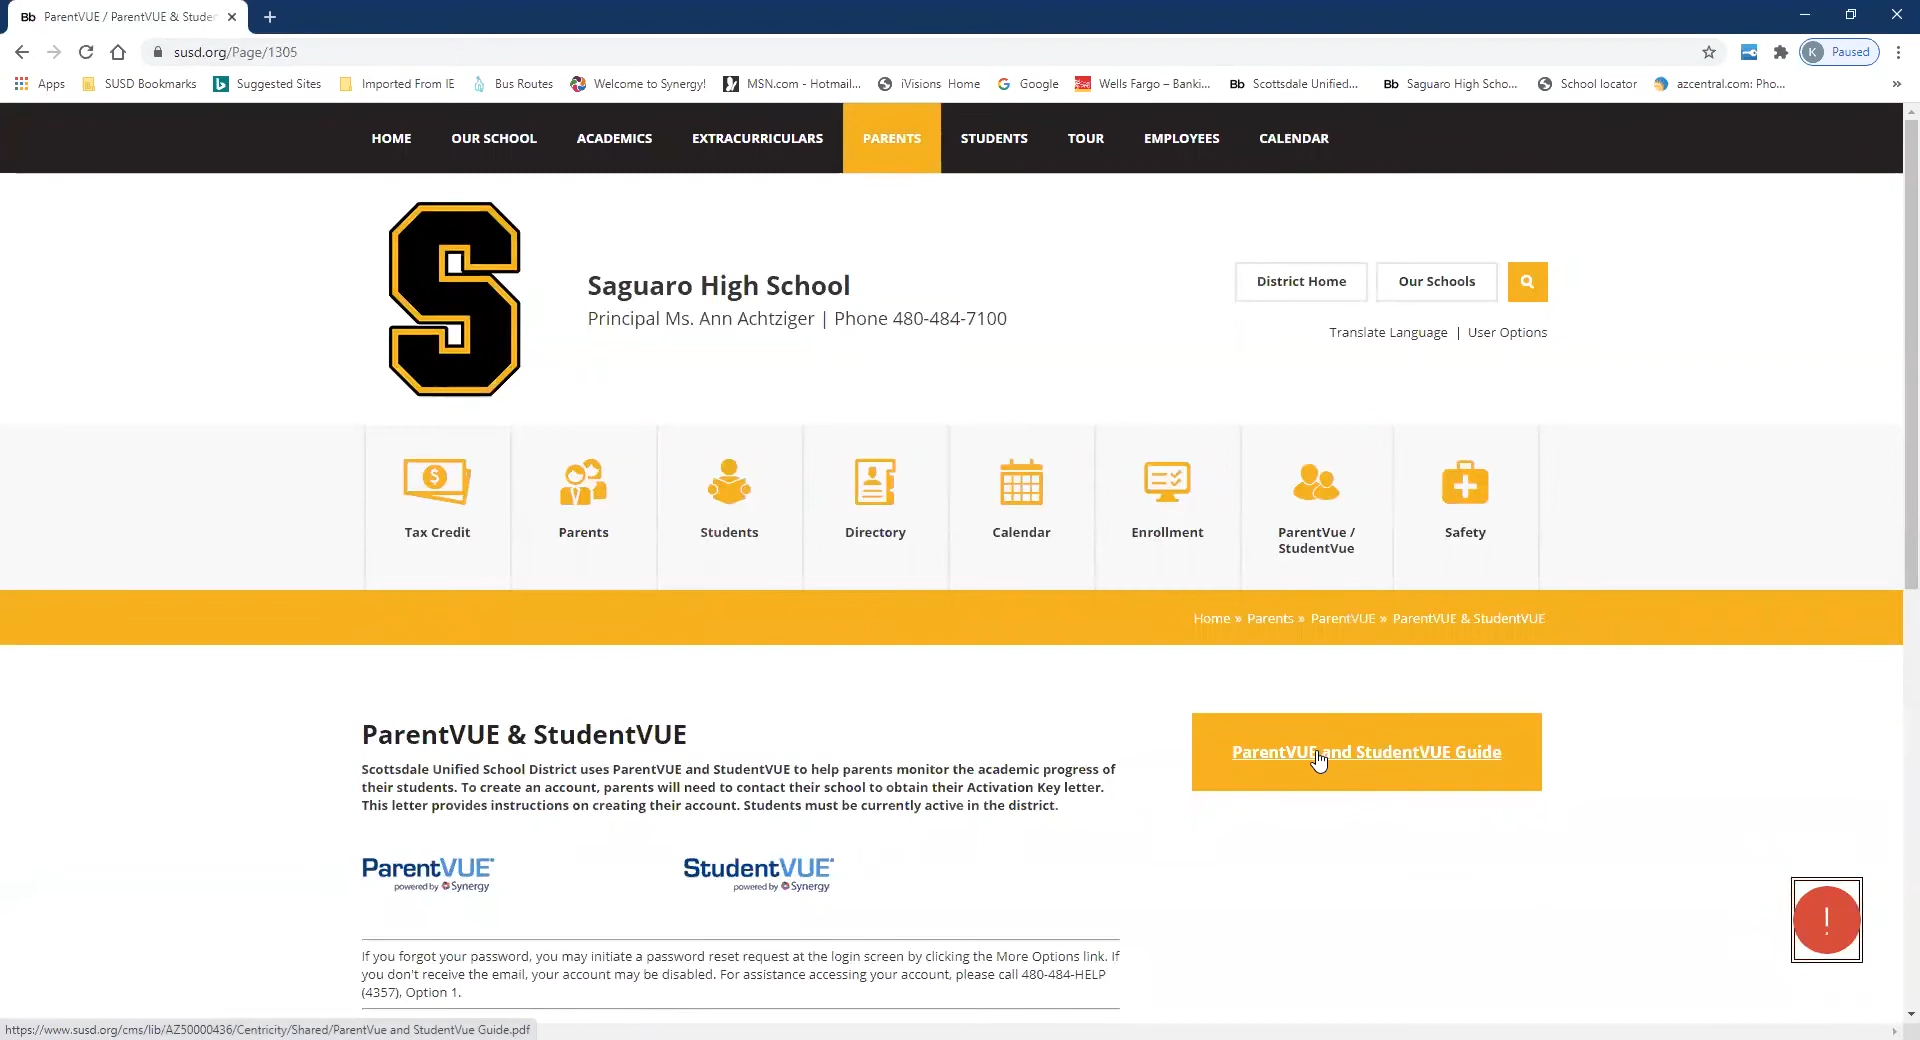 Bb ParentVUE / ParentVUE & Studen
susd.org/Page/1305
K Paused
Apps SUSD Bookmarks Suggested Sites Imported From IE Bus Routes Welcome to Synergy! MSN.com - Hotmail... iVisions Home Google Wells Fargo – Banki... Bb Scottsdale Unified... Bb Saguaro High Scho... School locator azcentral.com: Pho... »
HOME OUR SCHOOL ACADEMICS EXTRACURRICULARS PARENTS STUDENTS TOUR EMPLOYEES CALENDAR
S
Saguaro High School
Principal Ms. Ann Achtziger | Phone 480-484-7100
District Home Our Schools
Translate Language | User Options
Tax Credit Parents Students Directory Calendar Enrollment ParentVue / StudentVue Safety
Home » Parents » ParentVUE » ParentVUE & StudentVUE
ParentVUE & StudentVUE
Scottsdale Unified School District uses ParentVUE and StudentVUE to help parents monitor the academic progress of
their students. To create an account, parents will need to contact their school to obtain their Activation Key letter.
This letter provides instructions on creating their account. Students must be currently active in the district.
ParentVUE and StudentVUE Guide
ParentVUE StudentVUE
powered by Synergy powered by Synergy
!
If you forgot your password, you may initiate a password reset request at the login screen by clicking the More Options link. If
you don't receive the email, your account may be disabled. For assistance accessing your account, please call 480-484-HELP
(4357), Option 1.
https://www.susd.org/cms/lib/AZ50000436/Centricity/Shared/ParentVue and StudentVue Guide.pdf